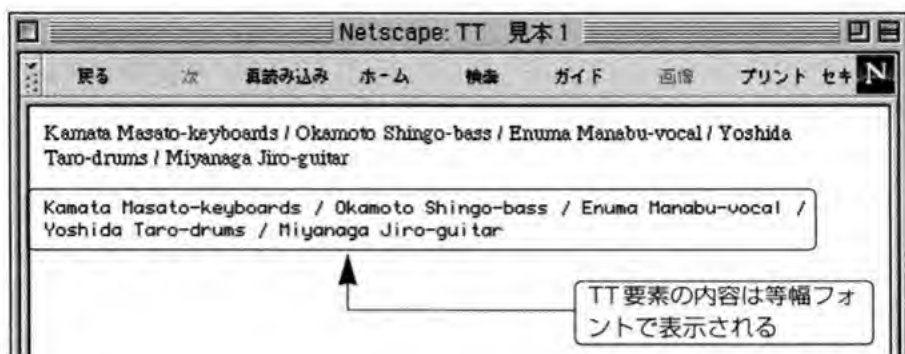 Netscape: TT 見本 1
戻る 次 再読み込み ホーム 検索 ガイド 画像 プリント セキ N
Kamata Masato-keyboards / Okamoto Shingo-bass / Enuma Manabu-vocal / Yoshida
Taro-drums / Miyanaga Jiro-guitar
Kamata Masato-keyboards / Okamoto Shingo-bass / Enuma Manabu-vocal /
Yoshida Taro-drums / Miyanaga Jiro-guitar
TT 要素の内容は等幅フォ
ントで表示される